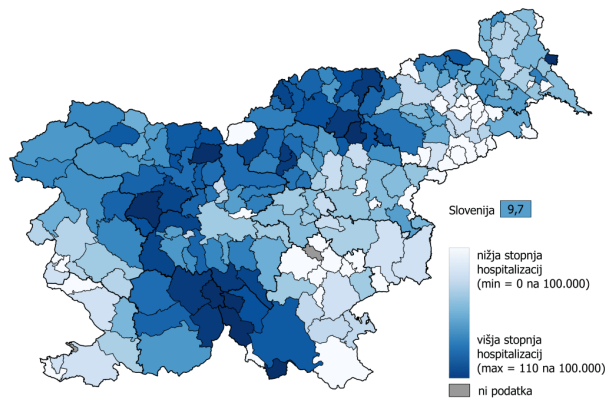 Slovenija 9,7
nižja stopnja
hospitalizacij
(min = 0 na 100.000)
višja stopnja
hospitalizacij
(max = 110 na 100.000)
ni podatka